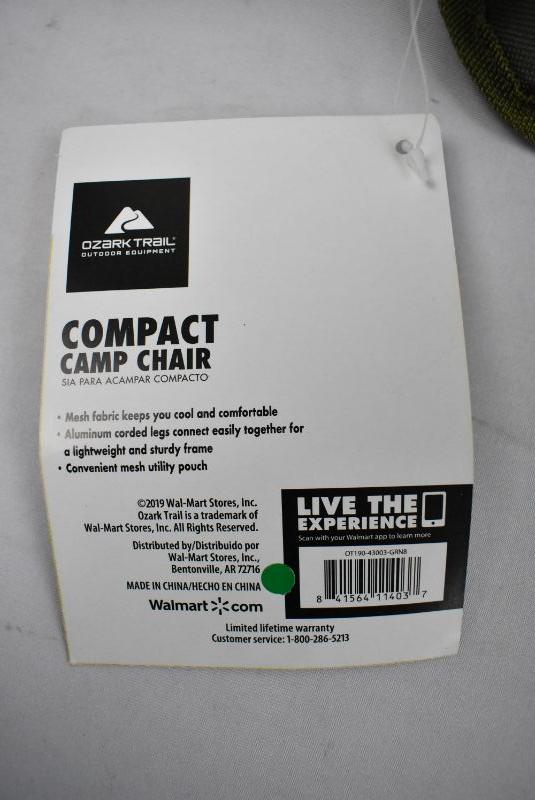 OZARK TRAIL®
OUTDOOR EQUIPMENT
COMPACT
CAMP CHAIR
SIA PARA ACAMPAR COMPACTO
• Mesh fabric keeps you cool and comfortable
• Aluminum corded legs connect easily together for
a lightweight and sturdy frame
• Convenient mesh utility pouch
©2019 Wal-Mart Stores, Inc.
Ozark Trail is a trademark of
Wal-Mart Stores, Inc. All Rights Reserved.
Distributed by/Distribuido por
Wal-Mart Stores, Inc.,
Bentonville, AR 72716
MADE IN CHINA/HECHO EN CHINA
Walmart.com
LIVE THE
EXPERIENCE
Scan with your Walmart app to learn more
OT190-43003-GRN8
8 41564 11403 7
Limited lifetime warranty
Customer service: 1-800-286-5213